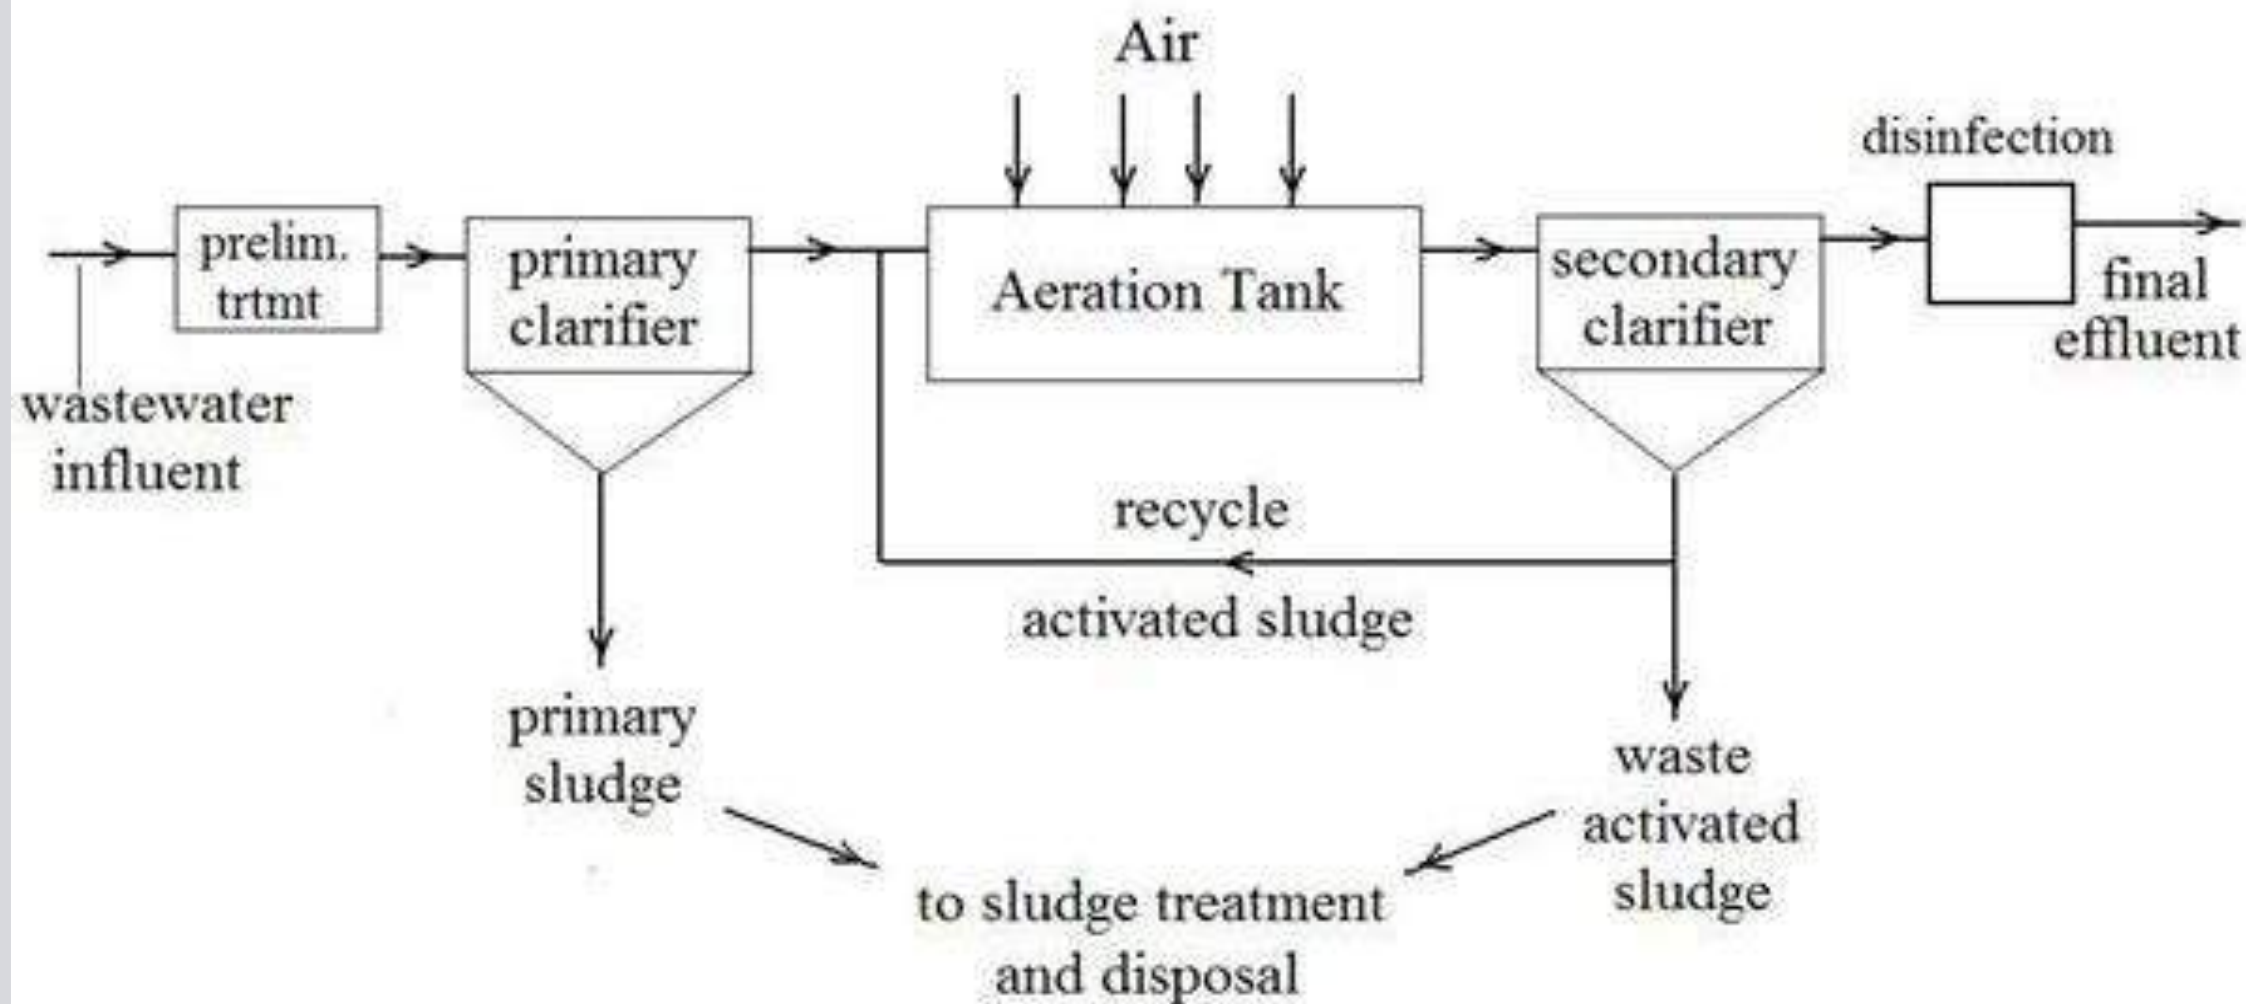 Air
disinfection
prelim.
trtmt
primary
clarifier
Aeration Tank
secondary
clarifier
final
effluent
wastewater
influent
recycle
activated sludge
primary
sludge
waste
activated
sludge
to sludge treatment
and disposal